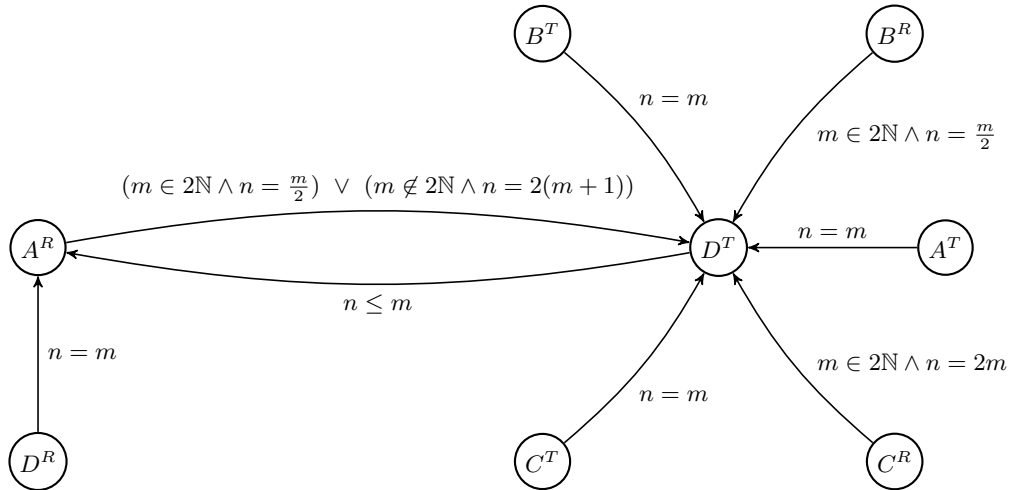 B^T
B^R
n = m
m ∈ 2ℕ ∧ n = m/2
(m ∈ 2ℕ ∧ n = m/2) ∨ (m ∉ 2ℕ ∧ n = 2(m + 1))
A^R
D^T
n = m
A^T
n ≤ m
n = m
m ∈ 2ℕ ∧ n = 2m
n = m
D^R
C^T
C^R